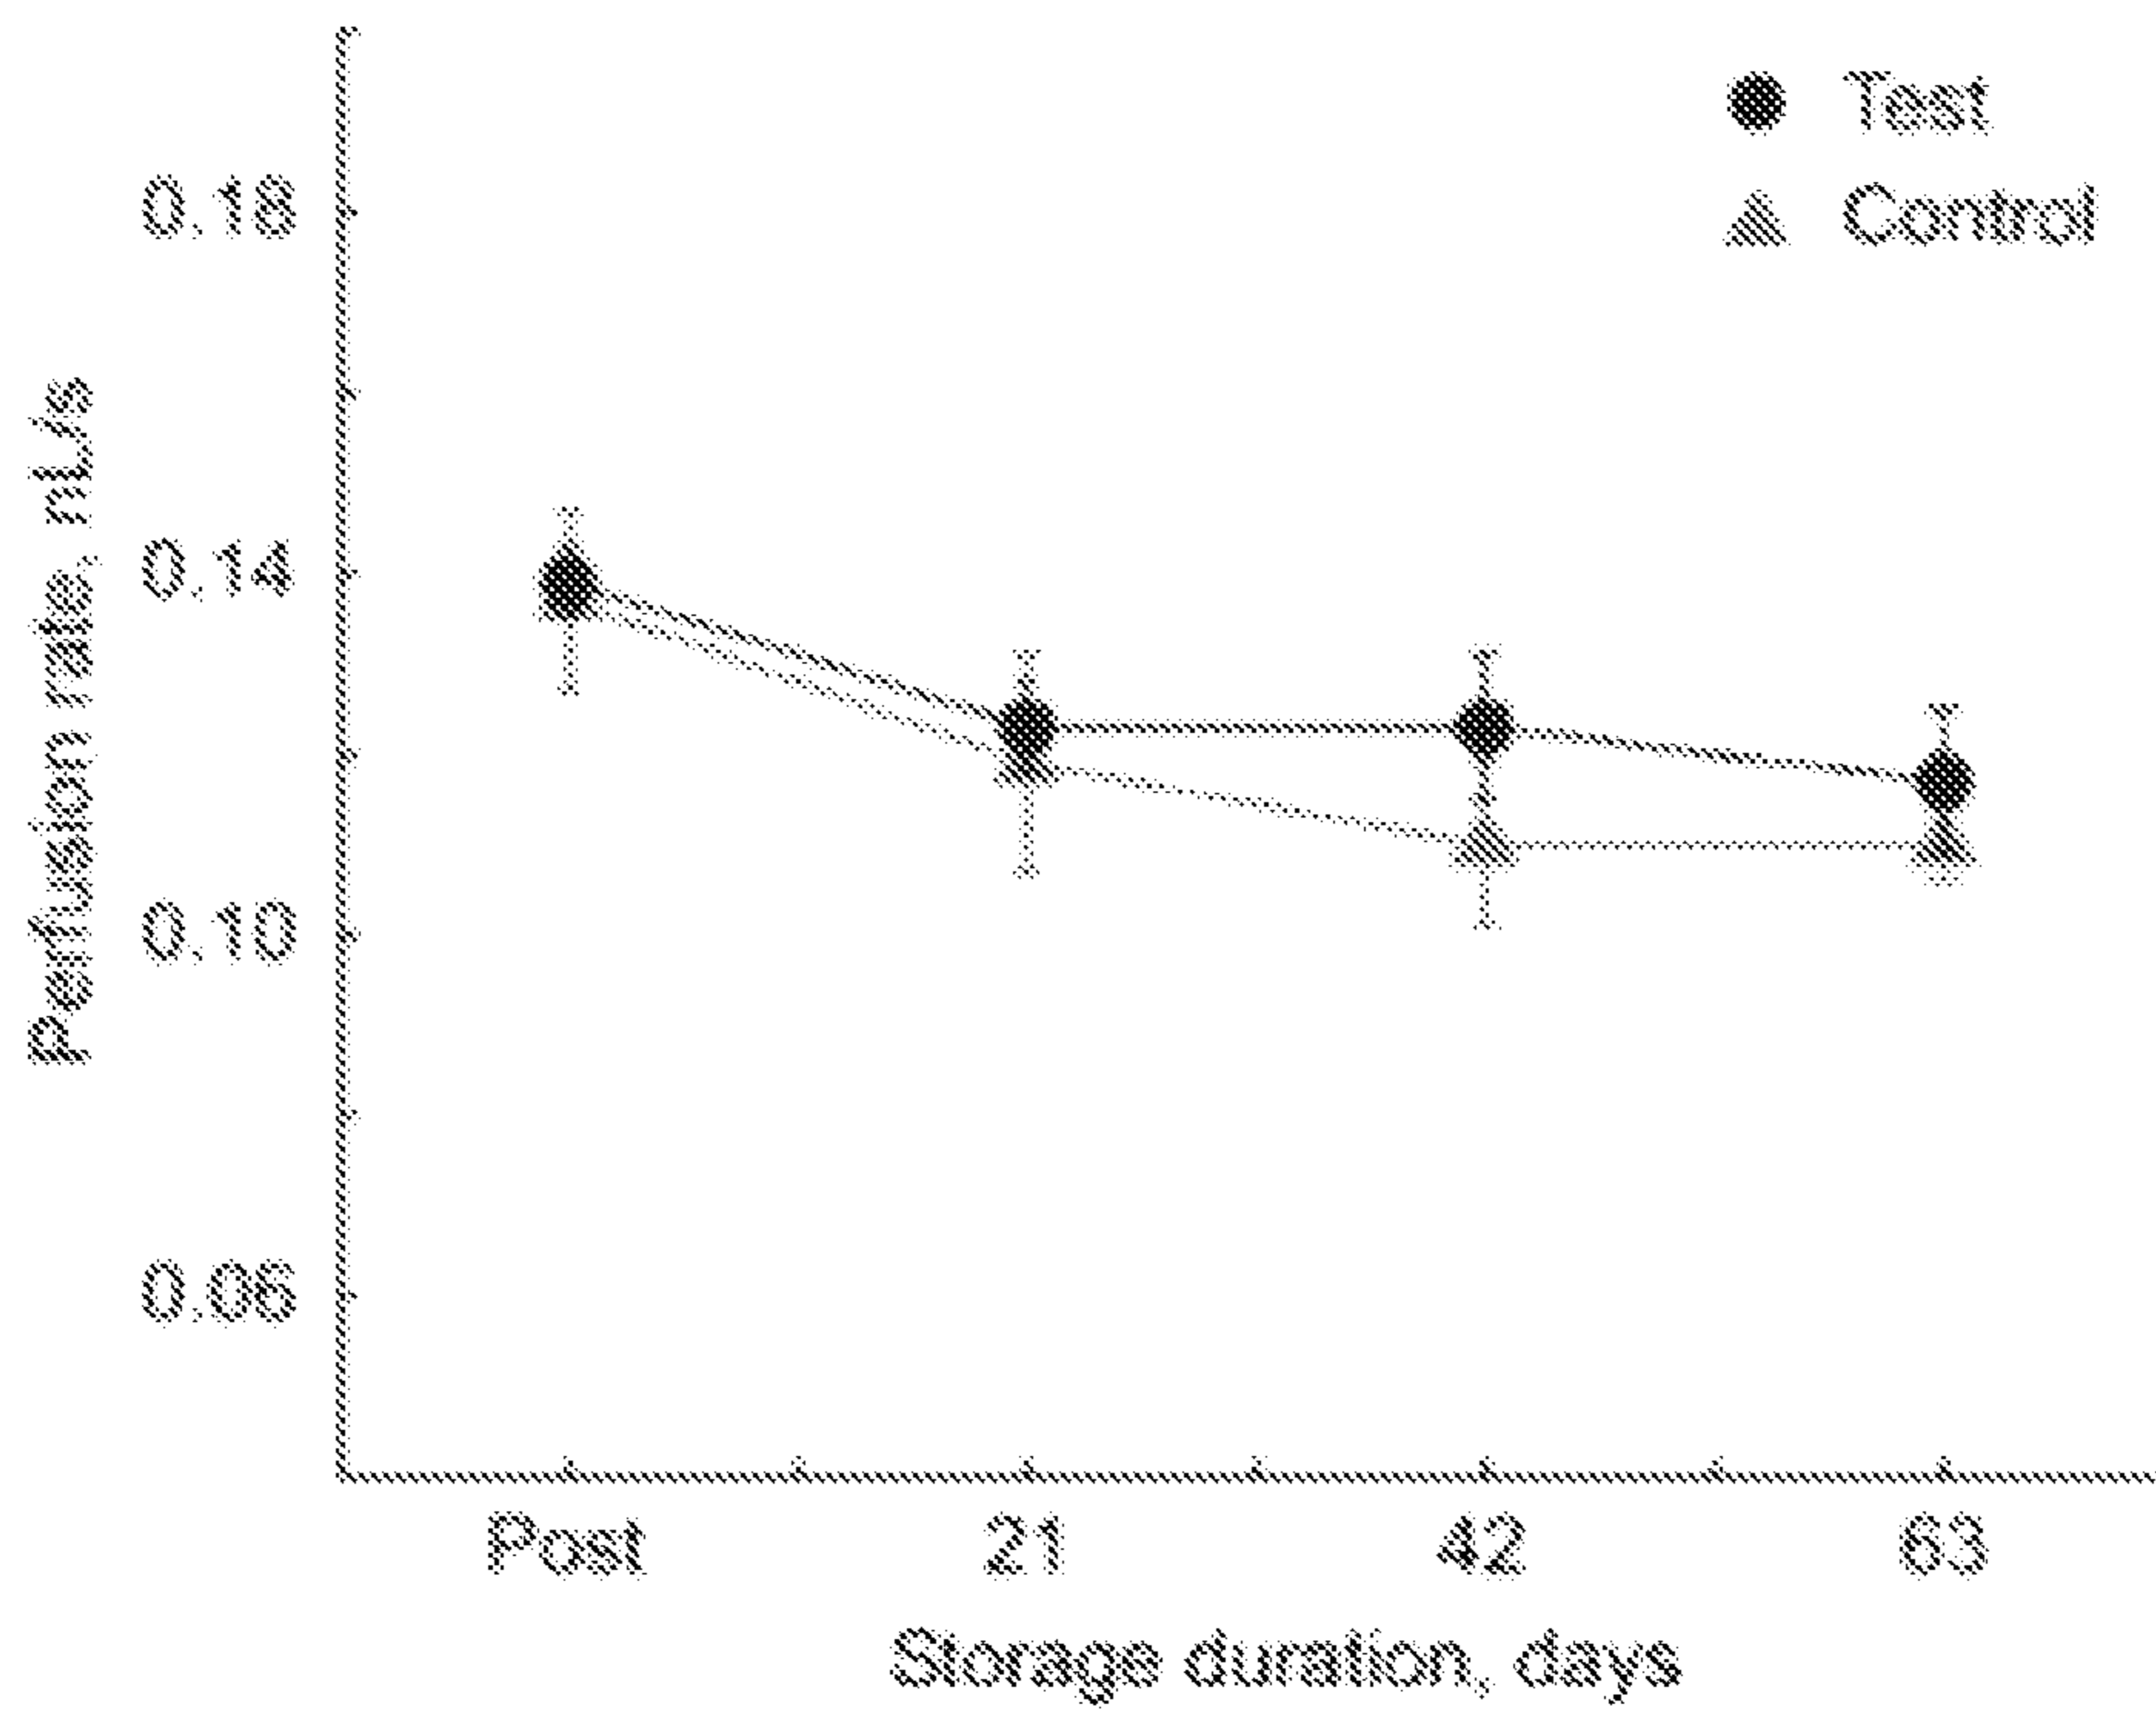 Test
Control
Perfusion rate, nL/s
0.18
0.14
0.10
0.06
Post 21 42 63
Storage duration, days